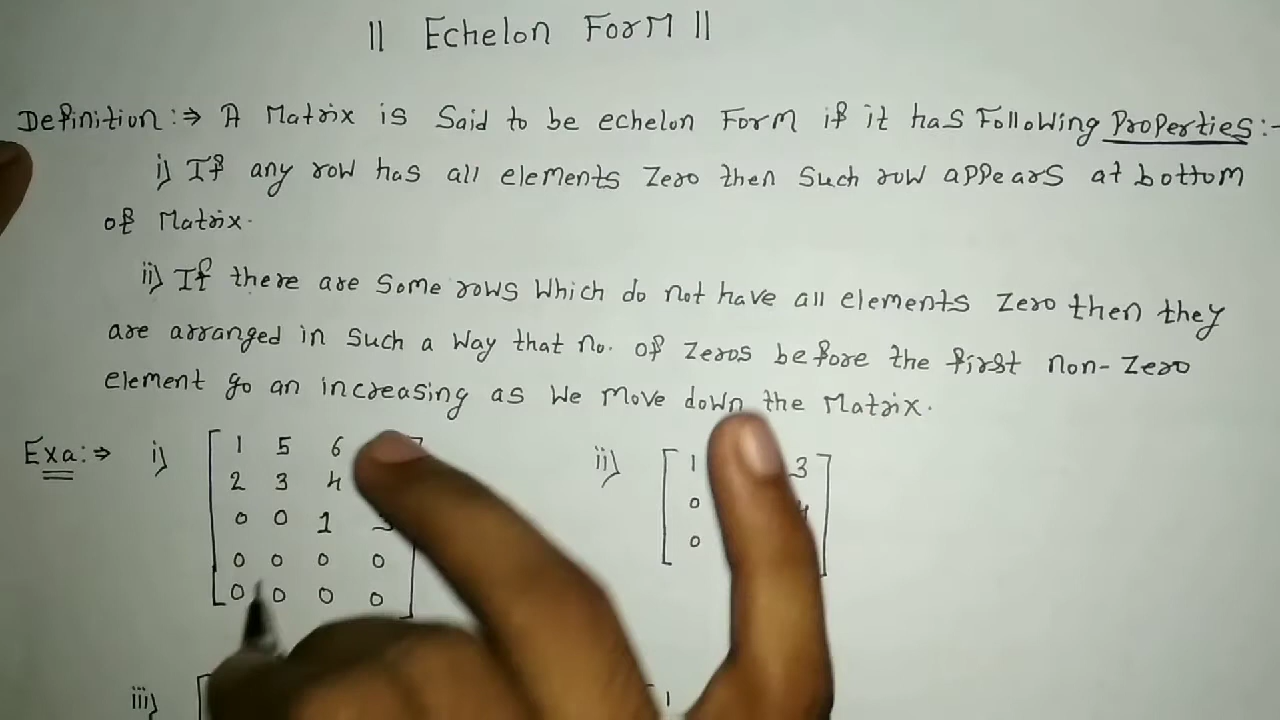 || Echelon Form ||
Definition :⇒ A Matrix is Said to be echelon Form if it has Following Properties :-
i) If any row has all elements Zero then Such row appears at bottom
of Matrix.
ii) If there are Some rows Which do not have all elements Zero then they
are arranged in Such a Way that no. of Zeros before the first non-Zero
element go an increasing as We Move down the Matrix.
Exa :⇒ i) 1 5 6
2 3 4
0 0 1
0 0 0 0
0 0 0 0
ii) 1 3
0
0
iii)
1